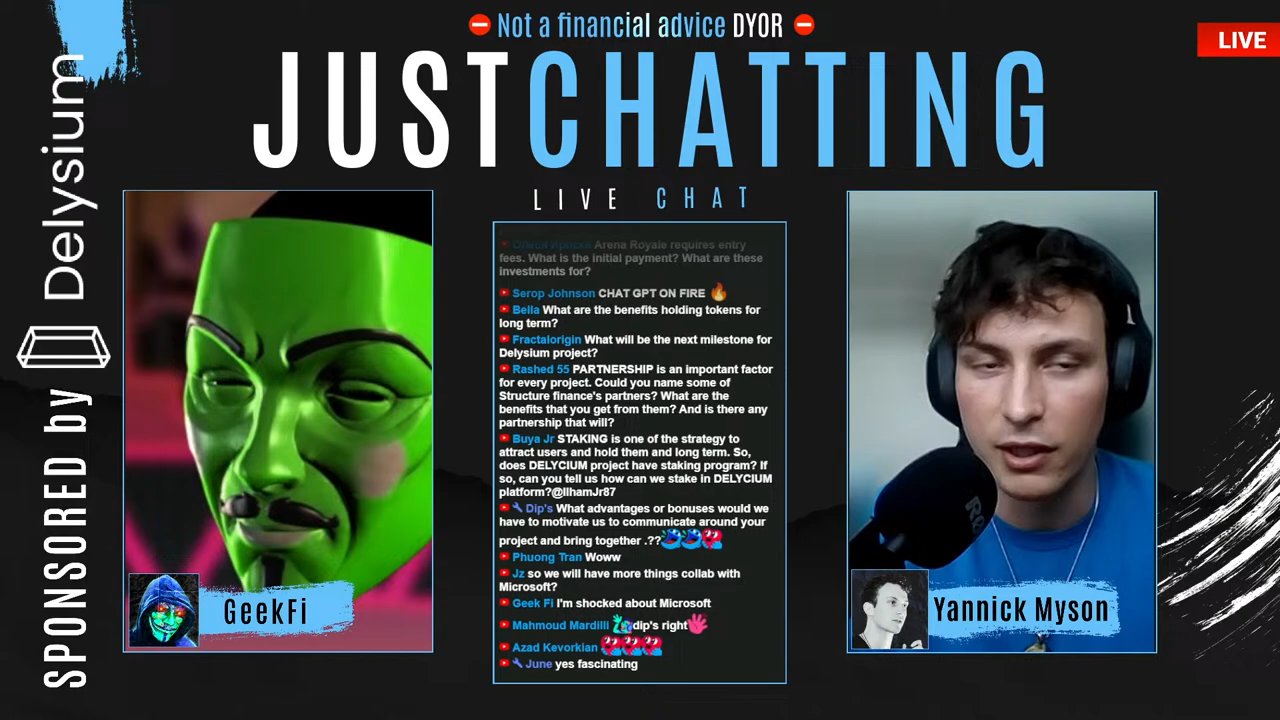 Not a financial advice DYOR
LIVE
JUSTCHATTING
LIVE CHAT
SPONSORED by Delysium
Arena Royale requires entry
fees. What is the initial payment? What are these
investments for?
Serop Johnson CHAT GPT ON FIRE
Bella What are the benefits holding tokens for
long term?
Fractalorigin What will be the next milestone for
Delysium project?
Rashed 55 PARTNERSHIP is an important factor
for every project. Could you name some of
Structure finance's partners? What are the
benefits that you get from them? And is there any
partnership that will?
Buya Jr STAKING is one of the strategy to
attract users and hold them and long term. So,
does DELYCIUM project have staking program? If
so, can you tell us how can we stake in DELYCIUM
platform?@IlhamJr87
Dip's What advantages or bonuses would we
have to motivate us to communicate around your
project and bring together .??
Phuong Tran Woww
Jz so we will have more things collab with
Microsoft?
Geek Fi I'm shocked about Microsoft
Mahmoud Mardilli dip's right
Azad Kevorkian
June yes fascinating
GeekFi
Yannick Myson